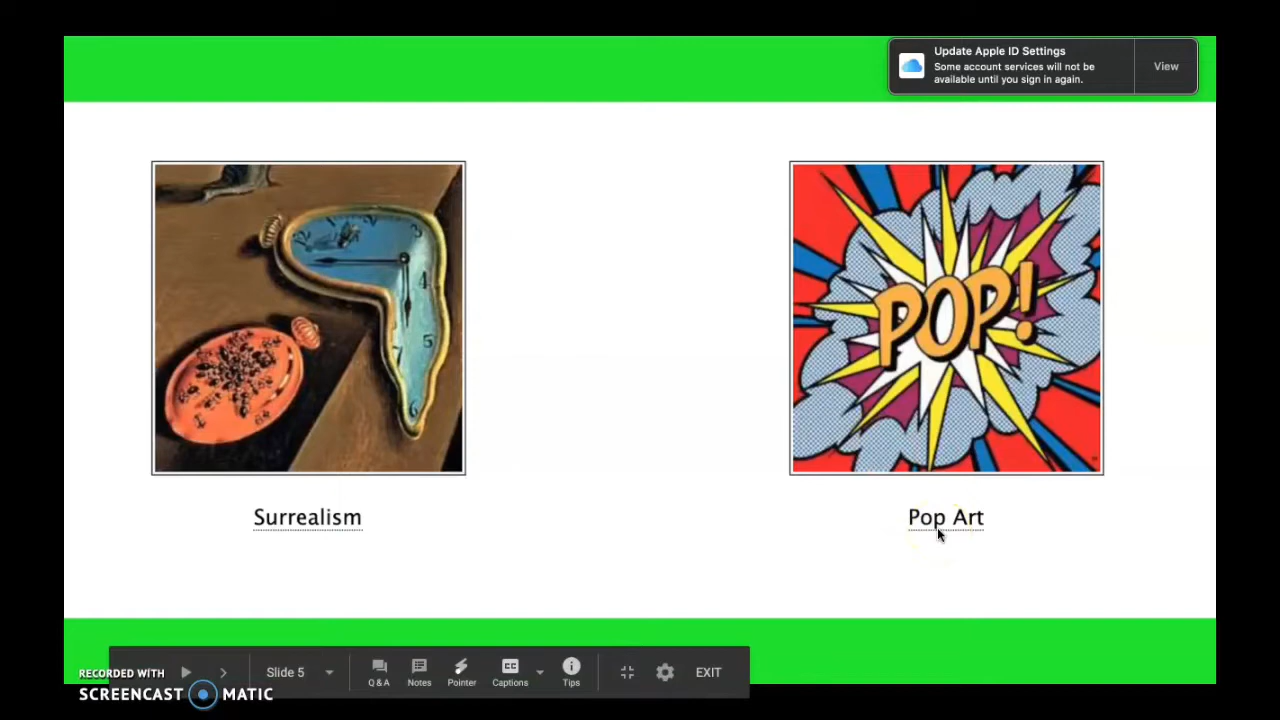 Update Apple ID Settings
Some account services will not be
available until you sign in again.
View
POP!
Surrealism
Pop Art
RECORDED WITH
SCREENCAST MATIC
Slide 5
Q&A
Notes
Pointer
CC
Captions
Tips
EXIT